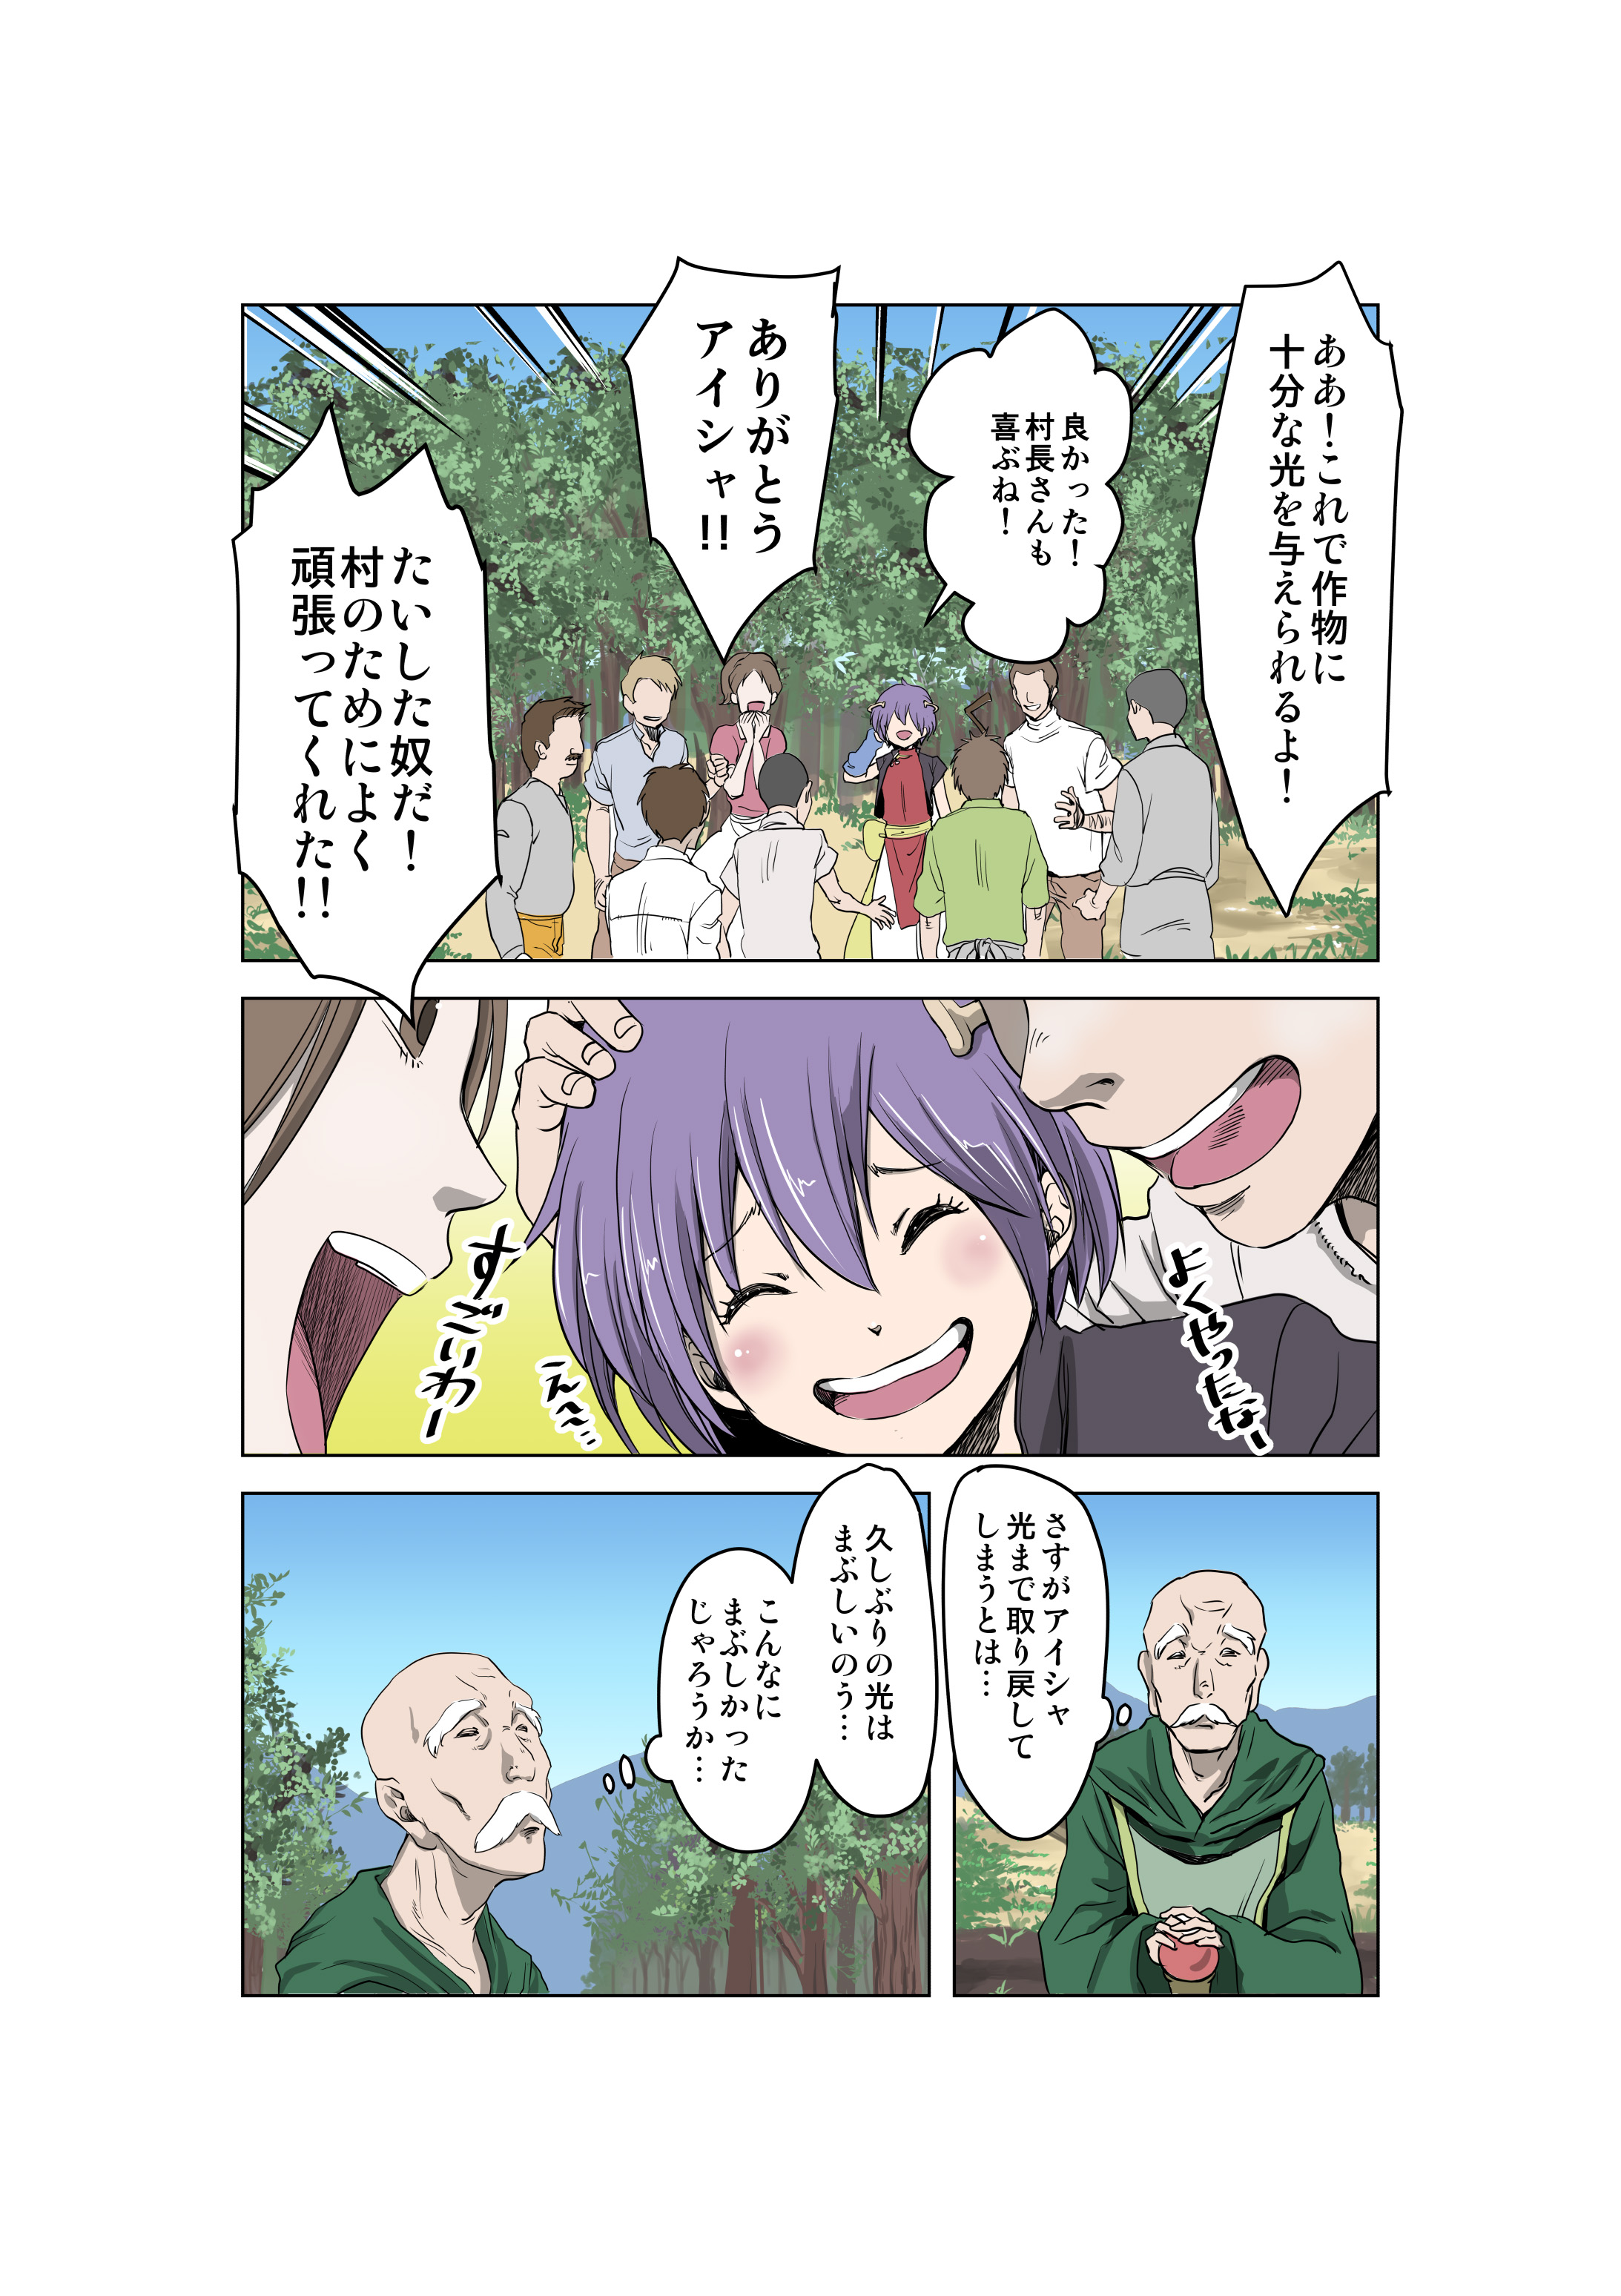 ああ！これで作物に
十分な光を与えられるよ！
良かった！
村長さんも
喜ぶね！
ありがとう
アイシャ!!
たいした奴だ！
村のためによく
頑張ってくれた!!
よくやったなー
すごいわー
えへへ
さすがアイシャ
光まで取り戻して
しまうとは…
久しぶりの光は
まぶしいのう…
こんなに
まぶしかった
じゃろうか…